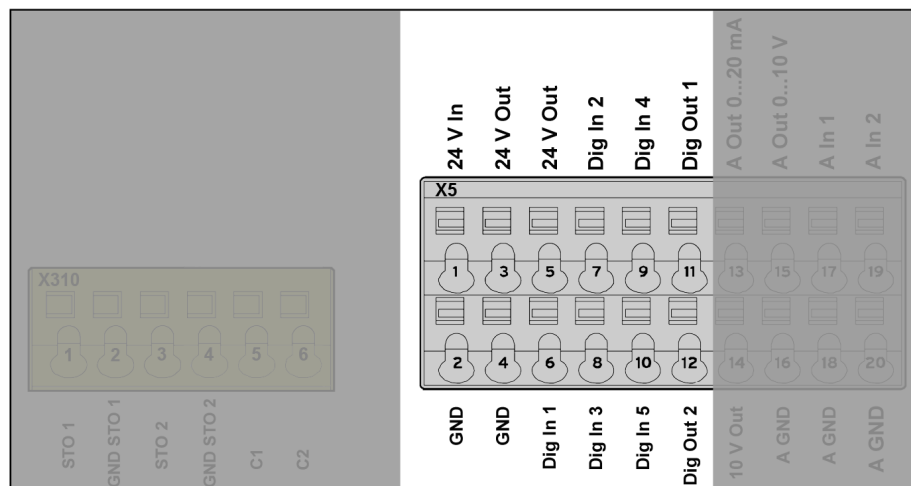 24 V In
24 V Out
24 V Out
Dig In 2
Dig In 4
Dig Out 1
A Out 0...20 mA
A Out 0...10 V
A In 1
A In 2
X5
1 3 5 7 9 11 13 15 17 19
2 4 6 8 10 12 14 16 18 20
GND
GND
Dig In 1
Dig In 3
Dig In 5
Dig Out 2
10 V Out
A GND
A GND
A GND
X310
1 2 3 4 5 6
STO 1
GND STO 1
STO 2
GND STO 2
C1
C2